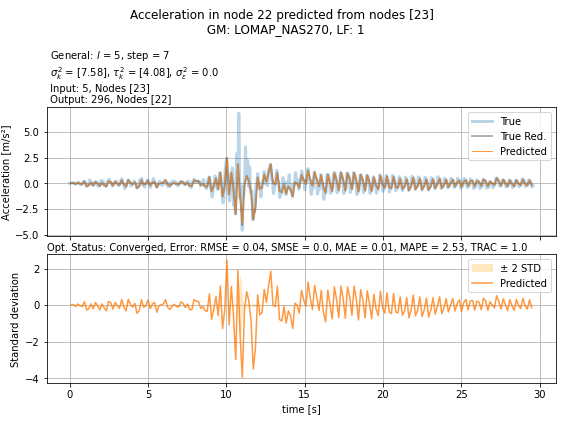 Acceleration in node 22 predicted from nodes [23]
GM: LOMAP_NAS270, LF: 1
General: l = 5, step = 7
σ²ₖ = [7.58], τ²ₖ = [4.08], σ²ε = 0.0
Input: 5, Nodes [23]
Output: 296, Nodes [22]
Acceleration [m/s²]
5.0
2.5
0.0
−2.5
−5.0
True
True Red.
Predicted
Opt. Status: Converged, Error: RMSE = 0.04, SMSE = 0.0, MAE = 0.01, MAPE = 2.53, TRAC = 1.0
Standard deviation
2
0
−2
−4
± 2 STD
Predicted
0 5 10 15 20 25 30
time [s]